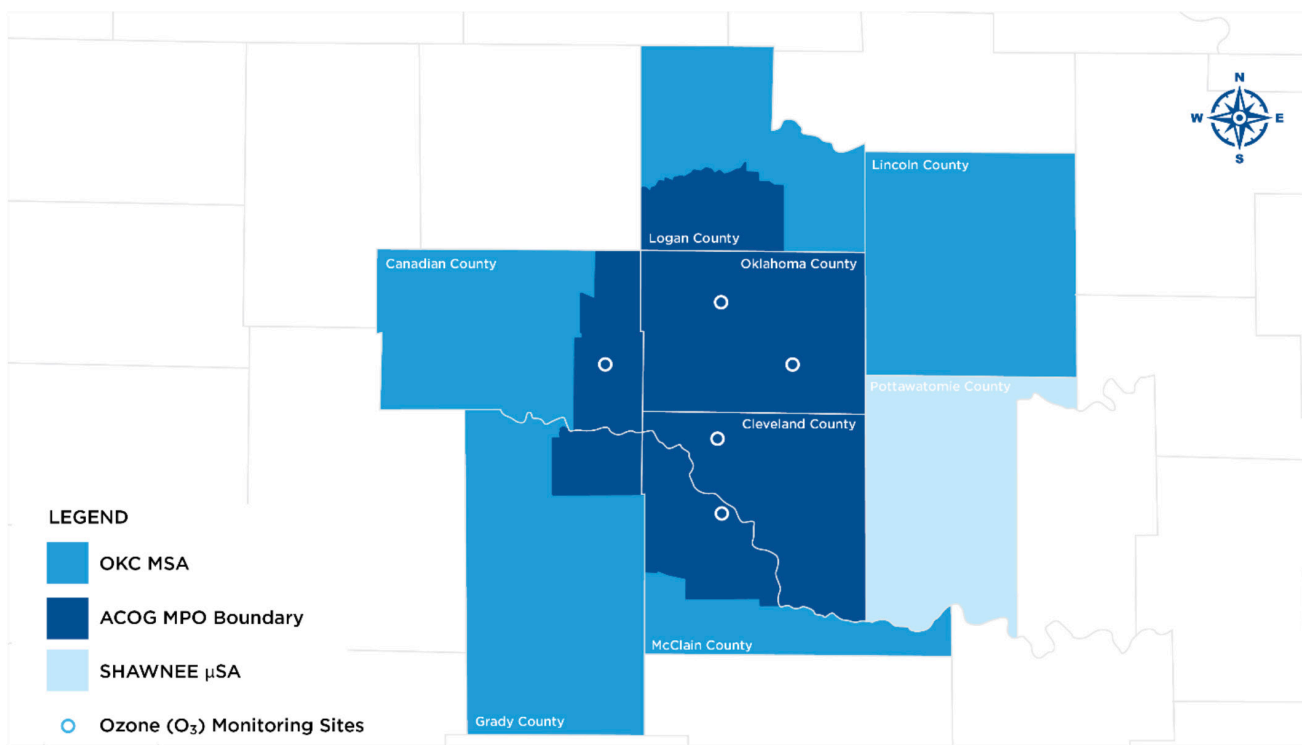 N
W E
S
Lincoln County
Logan County
Canadian County
Oklahoma County
Pottawatomie County
Cleveland County
LEGEND
OKC MSA
ACOG MPO Boundary
McClain County
SHAWNEE μSA
Grady County
Ozone (O₃) Monitoring Sites